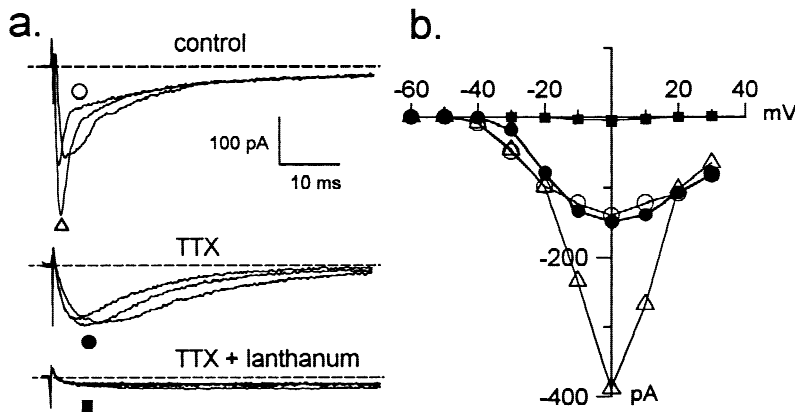 a.
control
100 pA
10 ms
TTX
TTX + lanthanum
b.
-60 -40 -20 20 40
mV
-200
-400
pA